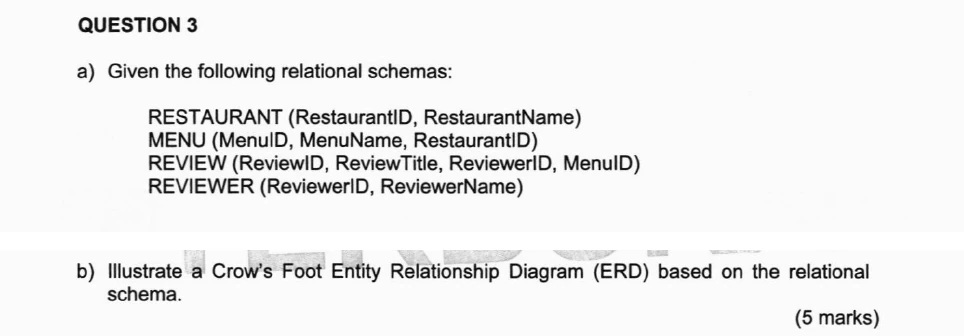 QUESTION 3
a) Given the following relational schemas:
RESTAURANT (RestaurantID, RestaurantName)
MENU (MenuID, MenuName, RestaurantID)
REVIEW (ReviewID, ReviewTitle, ReviewerID, MenuID)
REVIEWER (ReviewerID, ReviewerName)
b) Illustrate a Crow's Foot Entity Relationship Diagram (ERD) based on the relational
schema.
(5 marks)